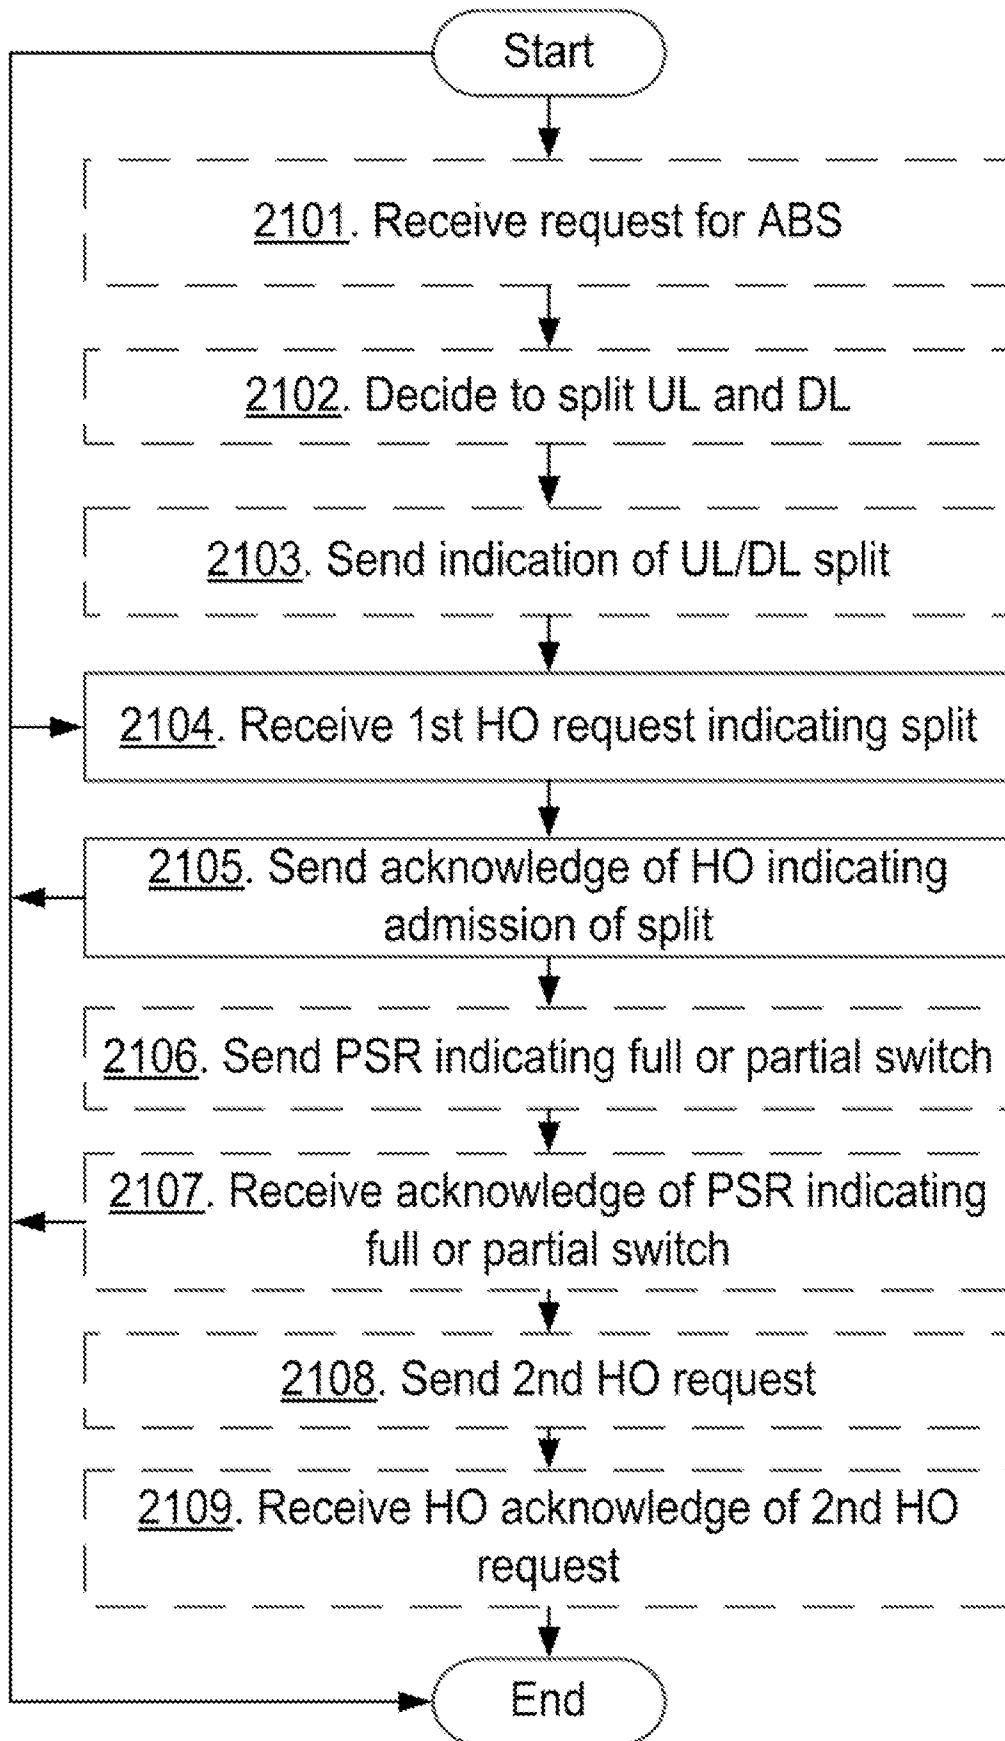 Start
2101. Receive request for ABS
2102. Decide to split UL and DL
2103. Send indication of UL/DL split
2104. Receive 1st HO request indicating split
2105. Send acknowledge of HO indicating
admission of split
2106. Send PSR indicating full or partial switch
2107. Receive acknowledge of PSR indicating
full or partial switch
2108. Send 2nd HO request
2109. Receive HO acknowledge of 2nd HO
request
End